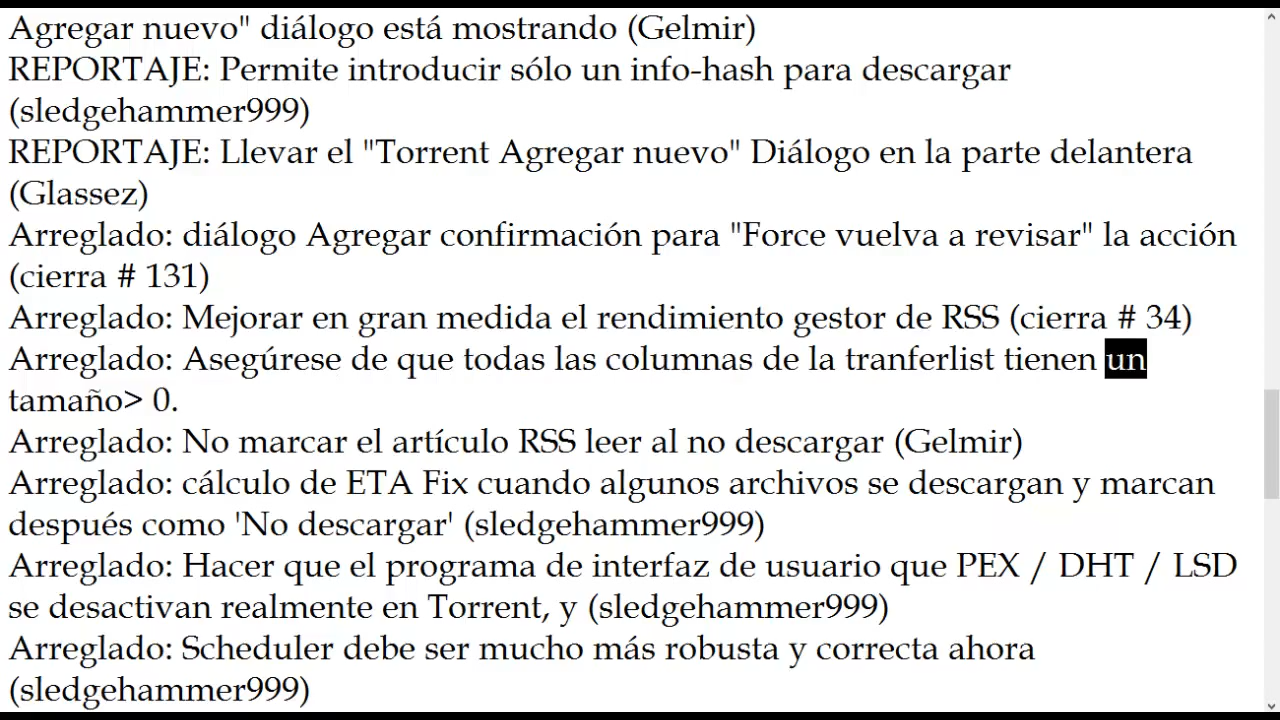 Agregar nuevo" diálogo está mostrando (Gelmir)
REPORTAJE: Permite introducir sólo un info-hash para descargar
(sledgehammer999)
REPORTAJE: Llevar el "Torrent Agregar nuevo" Diálogo en la parte delantera
(Glassez)
Arreglado: diálogo Agregar confirmación para "Force vuelva a revisar" la acción
(cierra # 131)
Arreglado: Mejorar en gran medida el rendimiento gestor de RSS (cierra # 34)
Arreglado: Asegúrese de que todas las columnas de la tranferlist tienen un
tamaño> 0.
Arreglado: No marcar el artículo RSS leer al no descargar (Gelmir)
Arreglado: cálculo de ETA Fix cuando algunos archivos se descargan y marcan
después como 'No descargar' (sledgehammer999)
Arreglado: Hacer que el programa de interfaz de usuario que PEX / DHT / LSD
se desactivan realmente en Torrent, y (sledgehammer999)
Arreglado: Scheduler debe ser mucho más robusta y correcta ahora
(sledgehammer999)